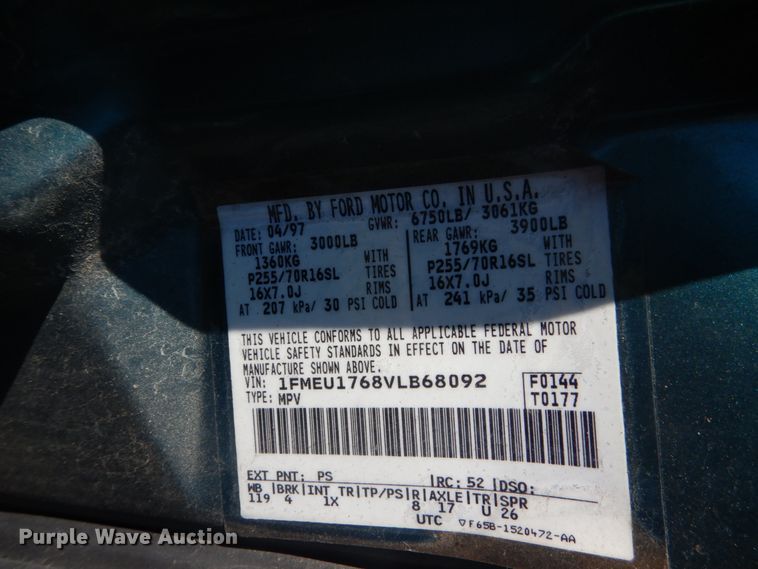 MFD. BY FORD MOTOR CO. IN U.S.A.
DATE: 04/97 GVWR: 6750LB/ 3061KG
FRONT GAWR: 3000LB REAR GAWR: 3900LB
1360KG WITH 1769KG WITH
P255/70R16SL TIRES P255/70R16SL TIRES
16X7.0J RIMS 16X7.0J RIMS
AT 207 kPa/ 30 PSI COLD AT 241 kPa/ 35 PSI COLD
THIS VEHICLE CONFORMS TO ALL APPLICABLE FEDERAL MOTOR
VEHICLE SAFETY STANDARDS IN EFFECT ON THE DATE OF
MANUFACTURE SHOWN ABOVE.
VIN: 1FMEU1768VLB68092 F0144
TYPE: MPV T0177
EXT PNT: PS RC: 52 DSO:
WB BRK INT TR TP/PS R AXLE TR SPR
119 4 1X 8 17 U 26
UTC ▽F65B-1520472-AA
Purple Wave Auction